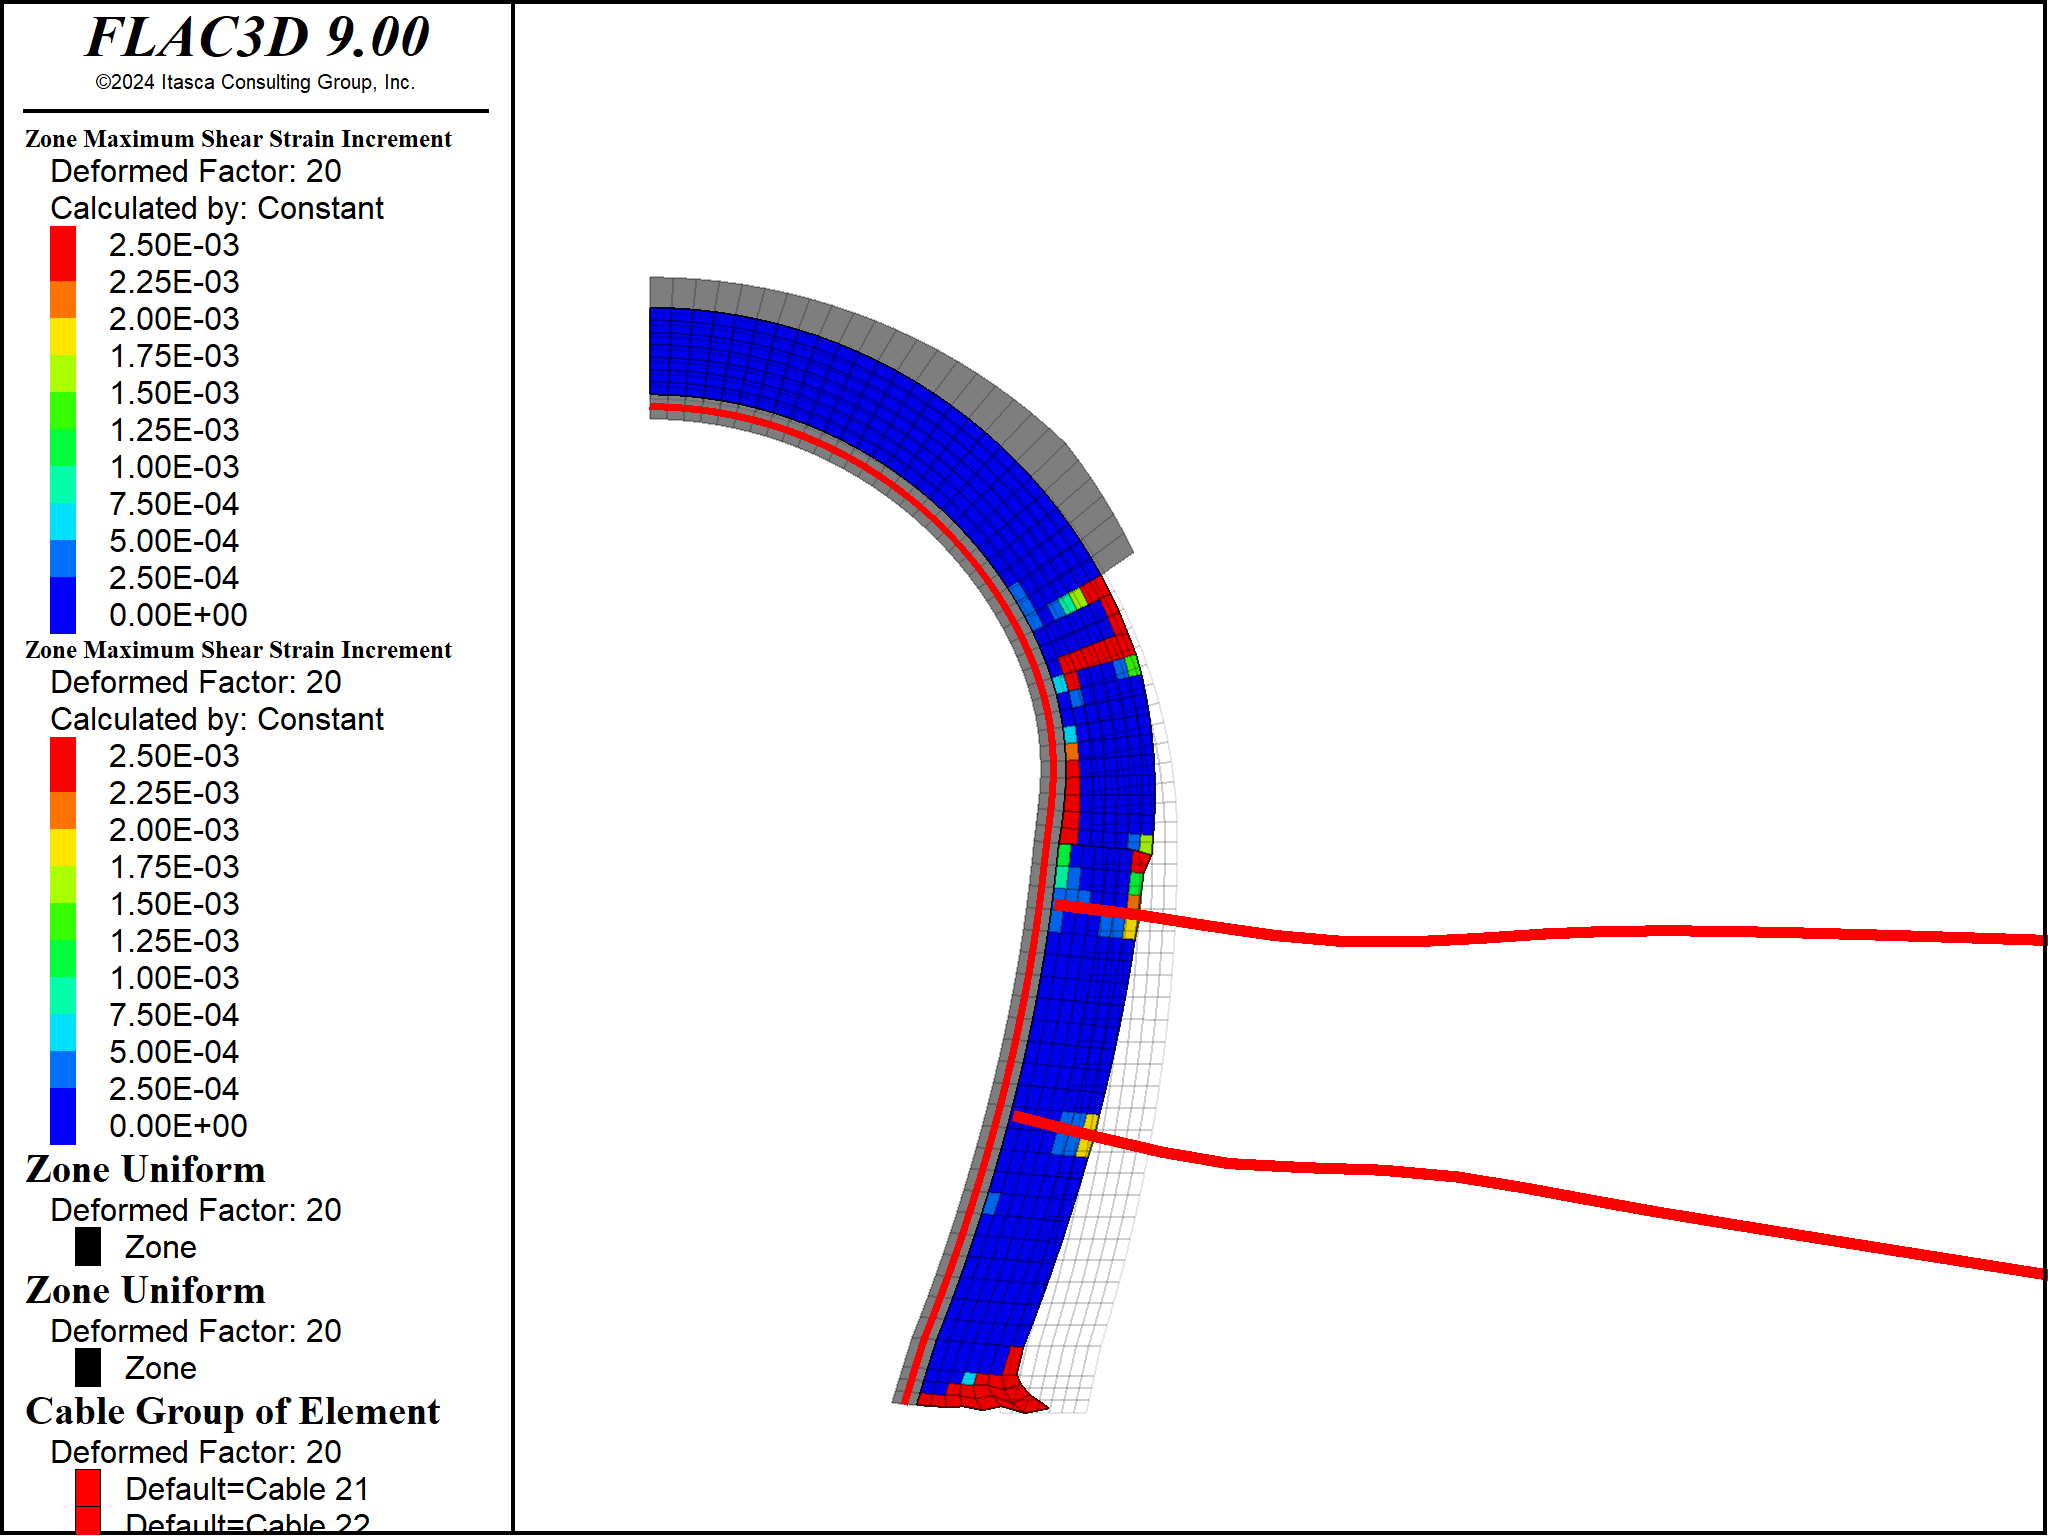 FLAC3D 9.00
©2024 Itasca Consulting Group, Inc.
Zone Maximum Shear Strain Increment
Deformed Factor: 20
Calculated by: Constant
2.50E-03
2.25E-03
2.00E-03
1.75E-03
1.50E-03
1.25E-03
1.00E-03
7.50E-04
5.00E-04
2.50E-04
0.00E+00
Zone Maximum Shear Strain Increment
Deformed Factor: 20
Calculated by: Constant
2.50E-03
2.25E-03
2.00E-03
1.75E-03
1.50E-03
1.25E-03
1.00E-03
7.50E-04
5.00E-04
2.50E-04
0.00E+00
Zone Uniform
Deformed Factor: 20
Zone
Zone Uniform
Deformed Factor: 20
Zone
Cable Group of Element
Deformed Factor: 20
Default=Cable 21
Default=Cable 22